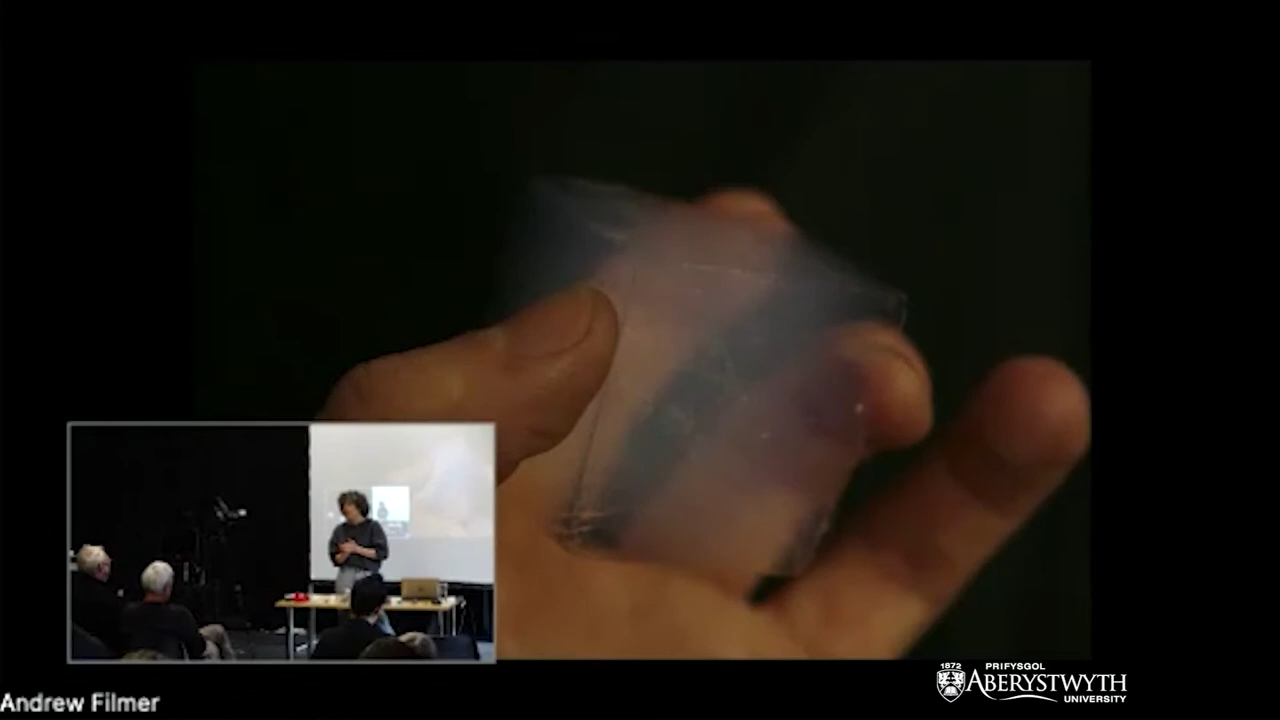 Andrew Filmer
1872
PRIFYSGOL
ABERYSTWYTH
UNIVERSITY